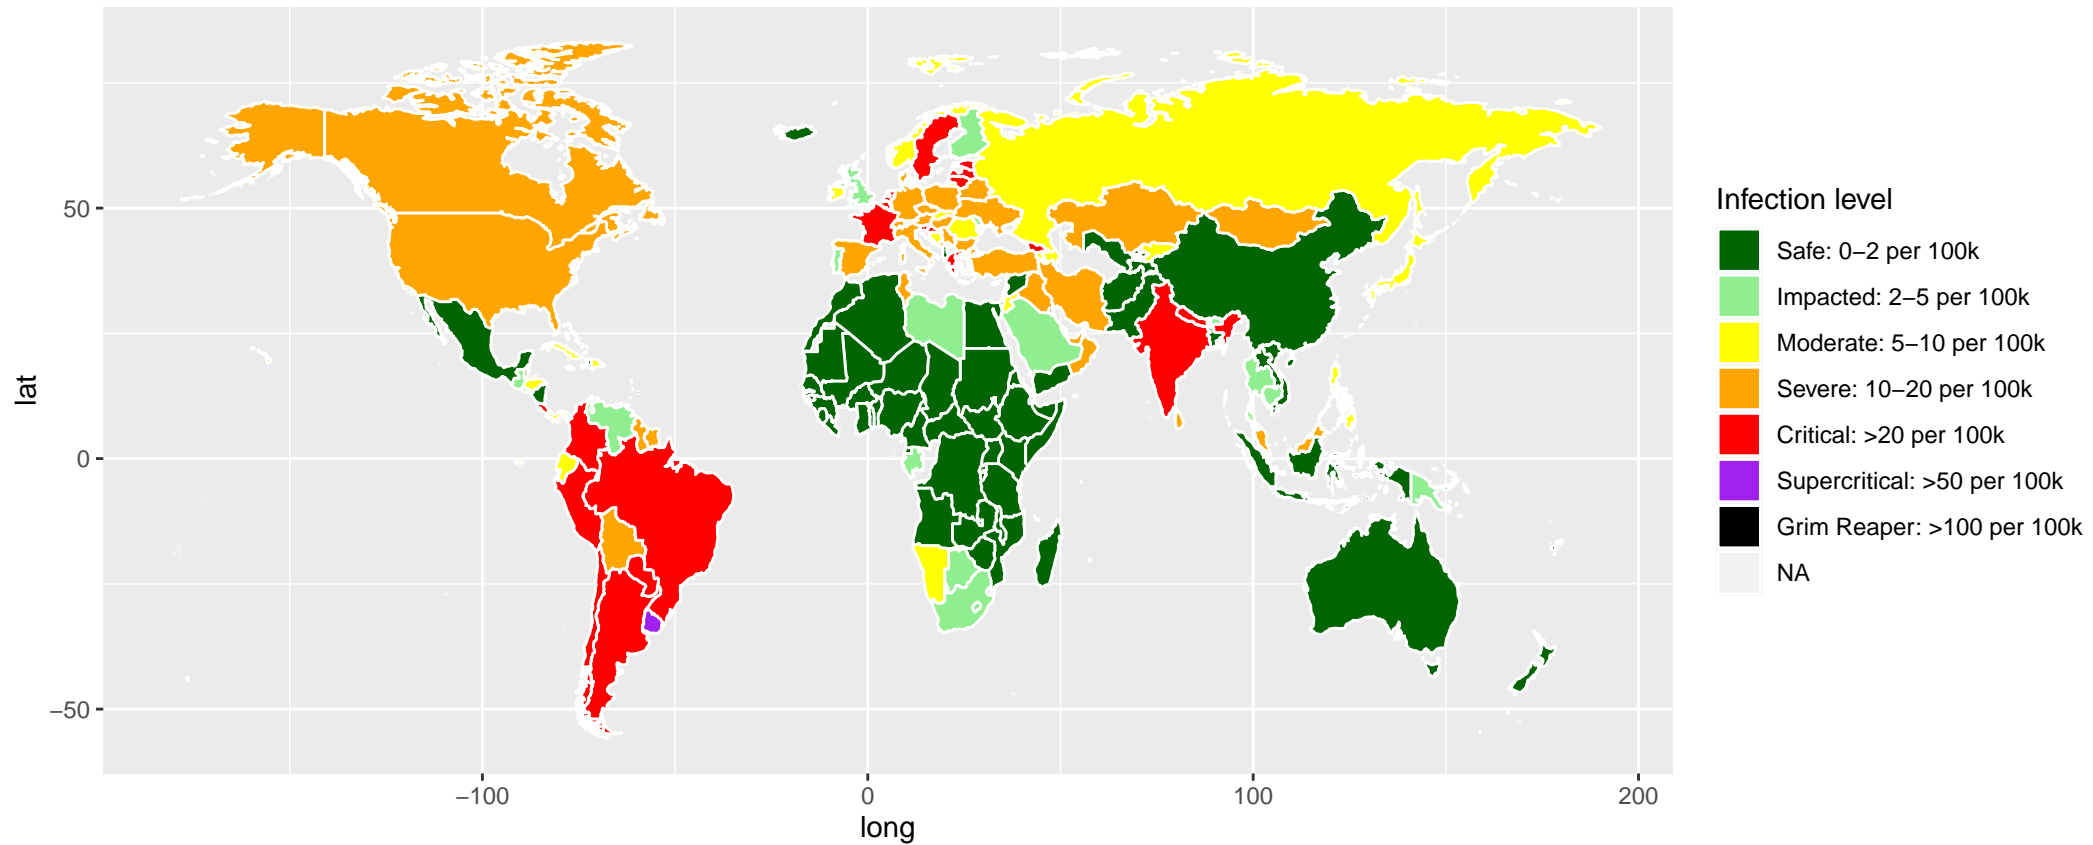 50
0
−50
lat
−100
0
100
200
long
Infection level
Safe: 0−2 per 100k
Impacted: 2−5 per 100k
Moderate: 5−10 per 100k
Severe: 10−20 per 100k
Critical: >20 per 100k
Supercritical: >50 per 100k
Grim Reaper: >100 per 100k
NA